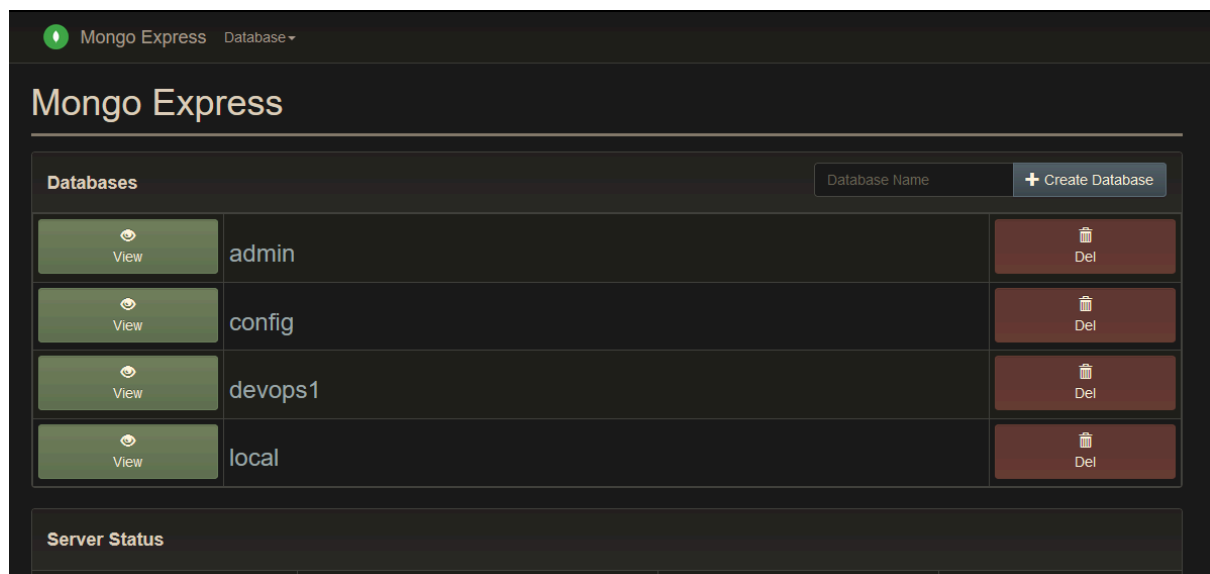 Mongo Express Database
Mongo Express
Databases
Database Name
Create Database
View
admin
Del
View
config
Del
View
devops1
Del
View
local
Del
Server Status